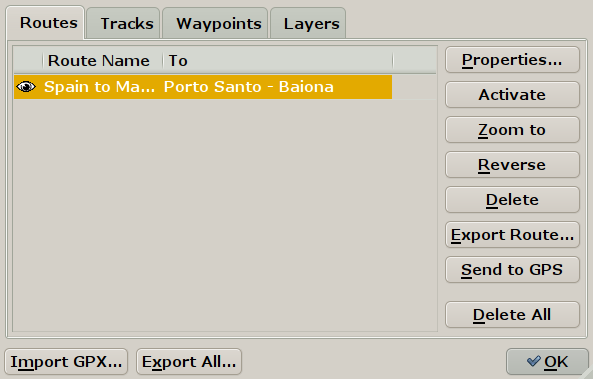 Routes Tracks Waypoints Layers
Route Name To
Spain to Ma... Porto Santo - Baiona
Properties...
Activate
Zoom to
Reverse
Delete
Export Route...
Send to GPS
Delete All
Import GPX... Export All... OK